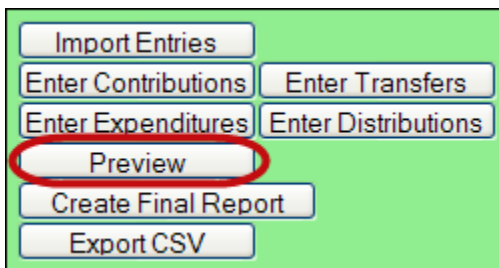 Import Entries
Enter Contributions Enter Transfers
Enter Expenditures Enter Distributions
Preview
Create Final Report
Export CSV